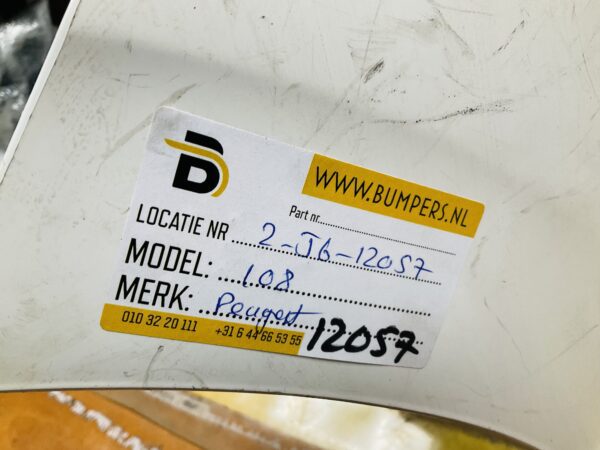 B
WWW.BUMPERS.NL
Part nr.....
LOCATIE NR 2-J6-12057
MODEL: 108
MERK: Peugeot 12057
010 32 20 111 +31 6 44 66 53 55